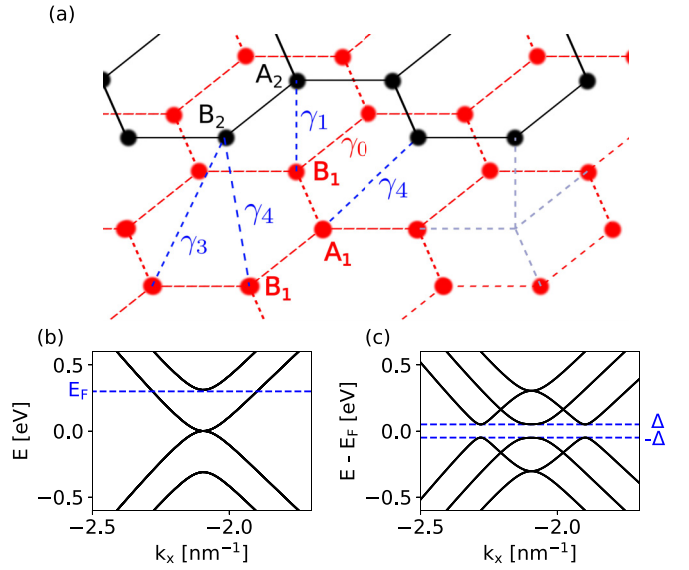 (a)
A₂
B₂
γ₁
γ₀
B₁
γ₄
γ₃
γ₄
A₁
B₁
(b)
(c)
0.5
E_F
0.0
−0.5
E [eV]
−2.5
−2.0
kₓ [nm⁻¹]
0.5
0.0
−0.5
E - E_F [eV]
Δ
-Δ
−2.5
−2.0
kₓ [nm⁻¹]